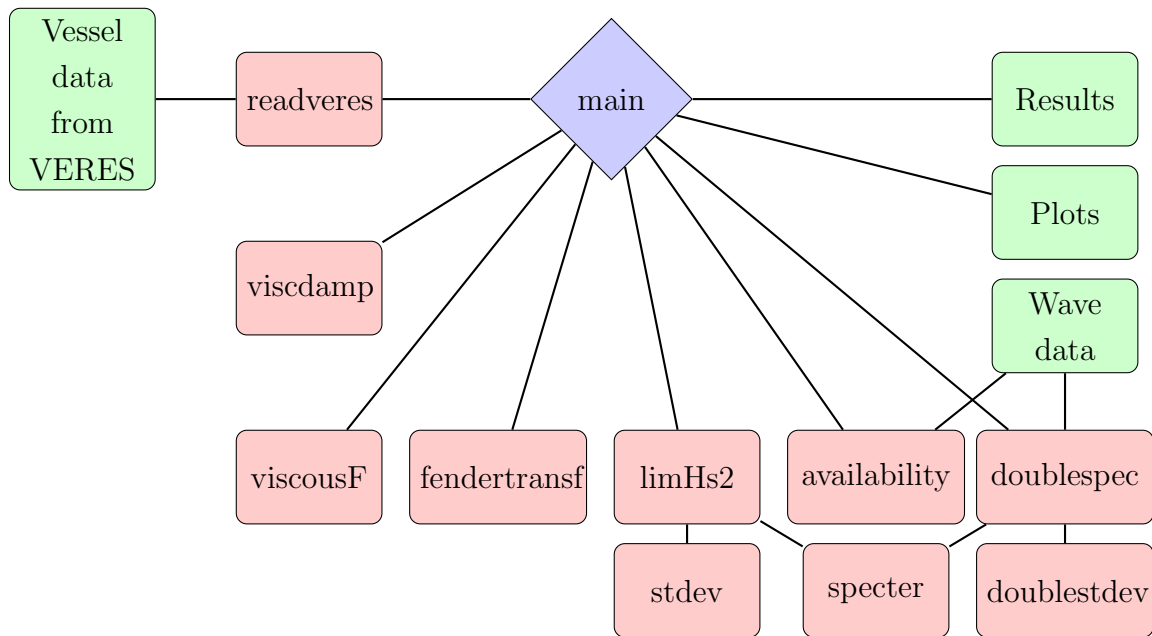 Vessel
data
from
VERES
readveres
main
Results
Plots
viscdamp
Wave
data
viscousF
fendertransf
limHs2
availability
doublespec
stdev
specter
doublestdev